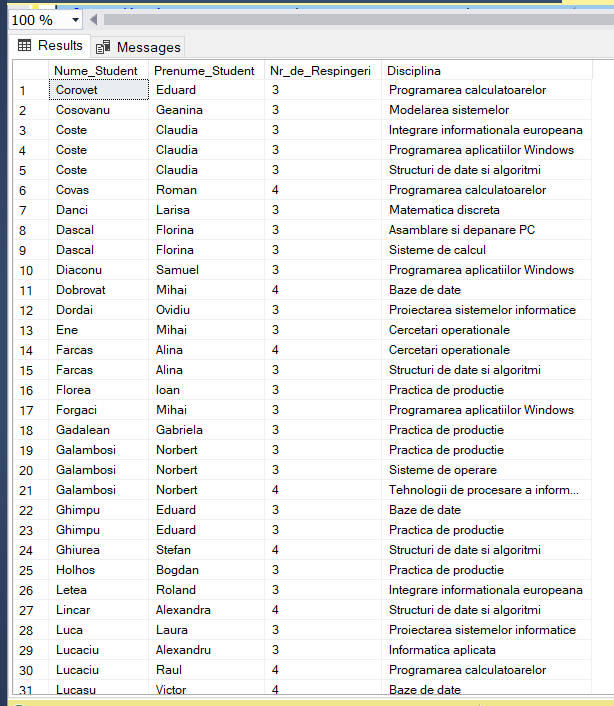 100 %
Results Messages
Nume_Student Prenume_Student Nr_de_Respingeri Disciplina
1 Corovet Eduard 3 Programarea calculatoarelor
2 Cosovanu Geanina 3 Modelarea sistemelor
3 Coste Claudia 3 Integrare informationala europeana
4 Coste Claudia 3 Programarea aplicatiilor Windows
5 Coste Claudia 3 Structuri de date si algoritmi
6 Covas Roman 4 Programarea calculatoarelor
7 Danci Larisa 3 Matematica discreta
8 Dascal Florina 3 Asamblare si depanare PC
9 Dascal Florina 3 Sisteme de calcul
10 Diaconu Samuel 3 Programarea aplicatiilor Windows
11 Dobrovat Mihai 4 Baze de date
12 Dordai Ovidiu 3 Proiectarea sistemelor informatice
13 Ene Mihai 3 Cercetari operationale
14 Farcas Alina 4 Cercetari operationale
15 Farcas Alina 3 Structuri de date si algoritmi
16 Florea Ioan 3 Practica de productie
17 Forgaci Mihai 3 Programarea aplicatiilor Windows
18 Gadalean Gabriela 3 Practica de productie
19 Galambosi Norbert 3 Practica de productie
20 Galambosi Norbert 3 Sisteme de operare
21 Galambosi Norbert 4 Tehnologii de procesare a inform...
22 Ghimpu Eduard 3 Baze de date
23 Ghimpu Eduard 3 Practica de productie
24 Ghiurea Stefan 4 Structuri de date si algoritmi
25 Holhos Bogdan 3 Practica de productie
26 Letea Roland 3 Integrare informationala europeana
27 Lincar Alexandra 4 Structuri de date si algoritmi
28 Luca Laura 3 Proiectarea sistemelor informatice
29 Lucaciu Alexandru 3 Informatica aplicata
30 Lucaciu Raul 4 Programarea calculatoarelor
31 Lucasu Victor 4 Baze de date